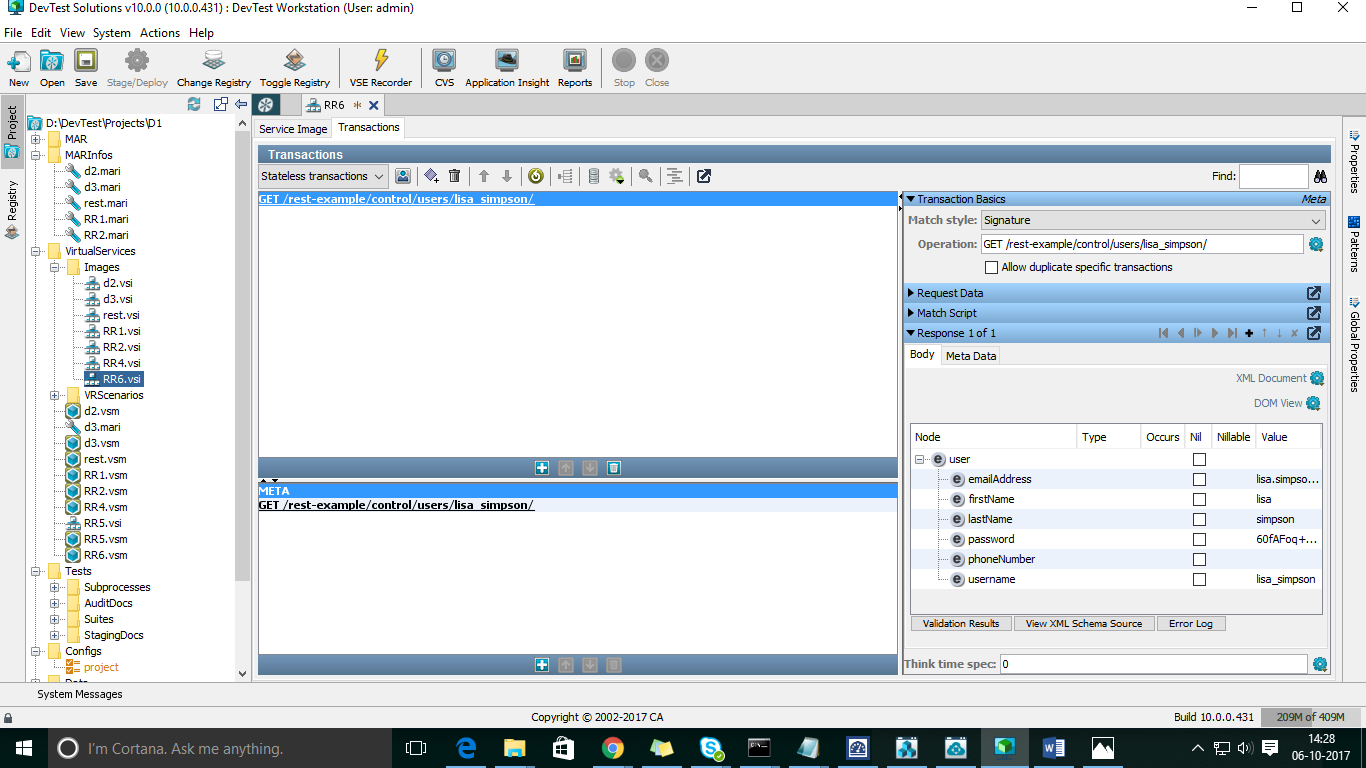 DevTest Solutions v10.0.0 (10.0.0.431) : DevTest Workstation (User: admin)
File Edit View System Actions Help
New Open Save Stage/Deploy Change Registry Toggle Registry VSE Recorder CVS Application Insight Reports Stop Close
Project
Registry
D:\DevTest\Projects\D1
MAR
MARInfos
d2.mari
d3.mari
rest.mari
RR1.mari
RR2.mari
VirtualServices
Images
d2.vsi
d3.vsi
rest.vsi
RR1.vsi
RR2.vsi
RR4.vsi
RR6.vsi
VRScenarios
d2.vsm
d3.mari
d3.vsm
rest.vsm
RR1.vsm
RR2.vsm
RR4.vsm
RR5.vsi
RR5.vsm
RR6.vsm
Tests
Subprocesses
AuditDocs
Suites
StagingDocs
Configs
project
Data
RR6 *
Service Image Transactions
Transactions
Stateless transactions
Find:
GET /rest-example/control/users/lisa_simpson/
META
GET /rest-example/control/users/lisa_simpson/
Transaction Basics Meta
Match style: Signature
Operation: GET /rest-example/control/users/lisa_simpson/
Allow duplicate specific transactions
Request Data
Match Script
Response 1 of 1
Body Meta Data
XML Document
DOM View
Node Type Occurs Nil Nillable Value
e user
e emailAddress lisa.simpso...
e firstName lisa
e lastName simpson
e password 60fAFoq+...
e phoneNumber
e username lisa_simpson
Validation Results View XML Schema Source Error Log
Think time spec: 0
Properties
Patterns
Global Properties
System Messages
Copyright © 2002-2017 CA
Build 10.0.0.431 209M of 409M
I'm Cortana. Ask me anything.
14:28
06-10-2017